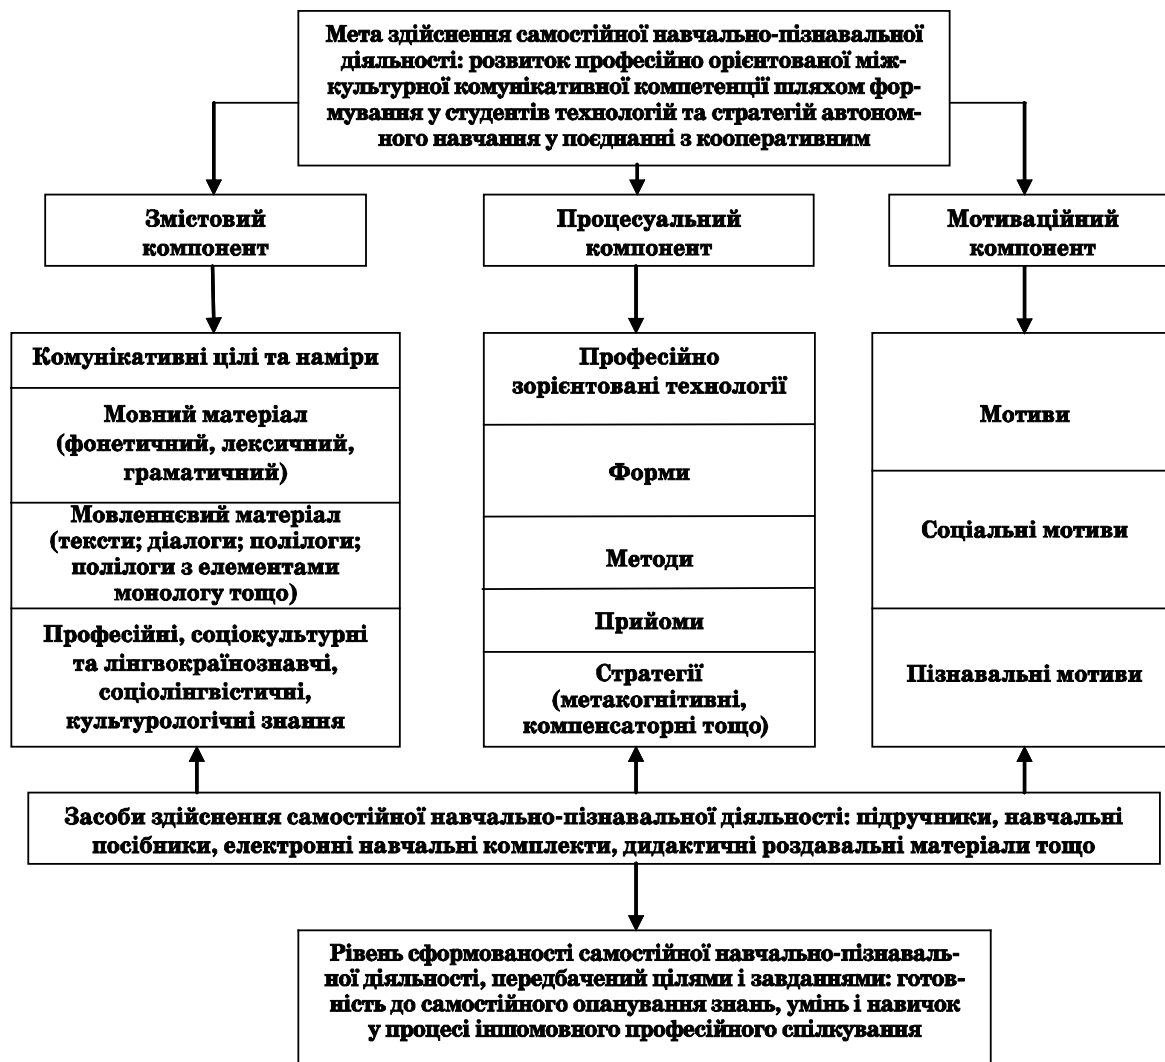 Мета здійснення самостійної навчально-пізнавальної
діяльності: розвиток професійно орієнтованої між-
культурної комунікативної компетенції шляхом фор-
мування у студентів технологій та стратегій автоном-
ного навчання у поєднанні з кооперативним
Змістовий
компонент
Процесуальний
компонент
Мотиваційний
компонент
Комунікативні цілі та наміри
Мовний матеріал
(фонетичний, лексичний,
граматичний)
Мовленнєвий матеріал
(тексти; діалоги; полілоги;
полілоги з елементами
монологу тощо)
Професійні, соціокультурні
та лінгвокраїнознавчі,
соціолінгвістичні,
культурологічні знання
Професійно
зорієнтовані технології
Форми
Методи
Прийоми
Стратегії
(метакогнітивні,
компенсаторні тощо)
Мотиви
Соціальні мотиви
Пізнавальні мотиви
Засоби здійснення самостійної навчально-пізнавальної діяльності: підручники, навчальні
посібники, електронні навчальні комплекти, дидактичні роздавальні матеріали тощо
Рівень сформованості самостійної навчально-пізнаваль-
ної діяльності, передбачений цілями і завданнями: готов-
ність до самостійного опанування знань, умінь і навичок
у процесі іншомовного професійного спілкування